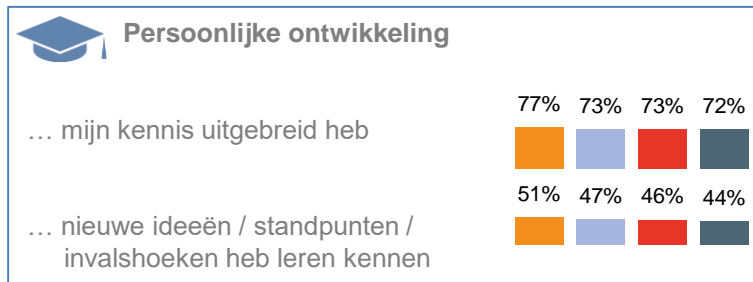 Persoonlijke ontwikkeling
77% 73% 73% 72%
… mijn kennis uitgebreid heb
51% 47% 46% 44%
… nieuwe ideeën / standpunten /
invalshoeken heb leren kennen